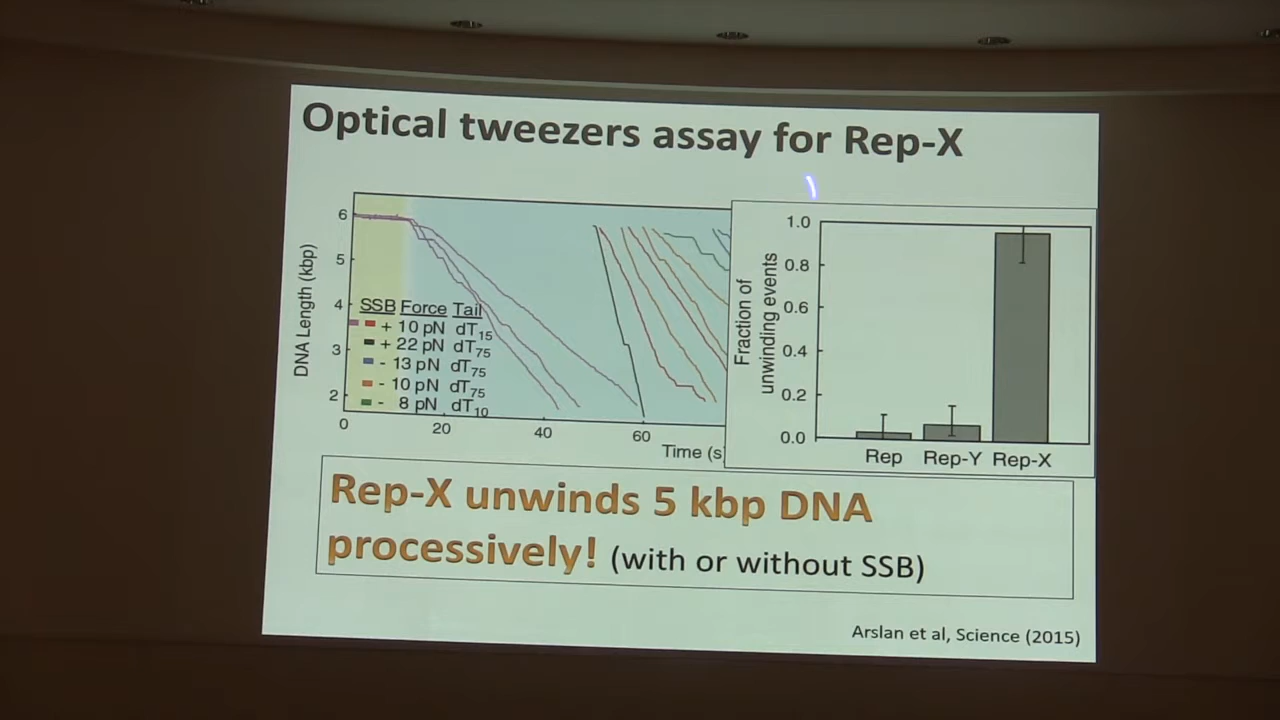 Optical tweezers assay for Rep-X
6
5
4
3
2
DNA Length (kbp)
SSB Force Tail
+ 10 pN dT15
+ 22 pN dT75
- 13 pN dT75
- 10 pN dT75
- 8 pN dT10
0 20 40 60
Time (s
1.0
0.8
0.6
0.4
0.2
0.0
Fraction of
unwinding events
Rep Rep-Y Rep-X
Rep-X unwinds 5 kbp DNA
processively! (with or without SSB)
Arslan et al, Science (2015)